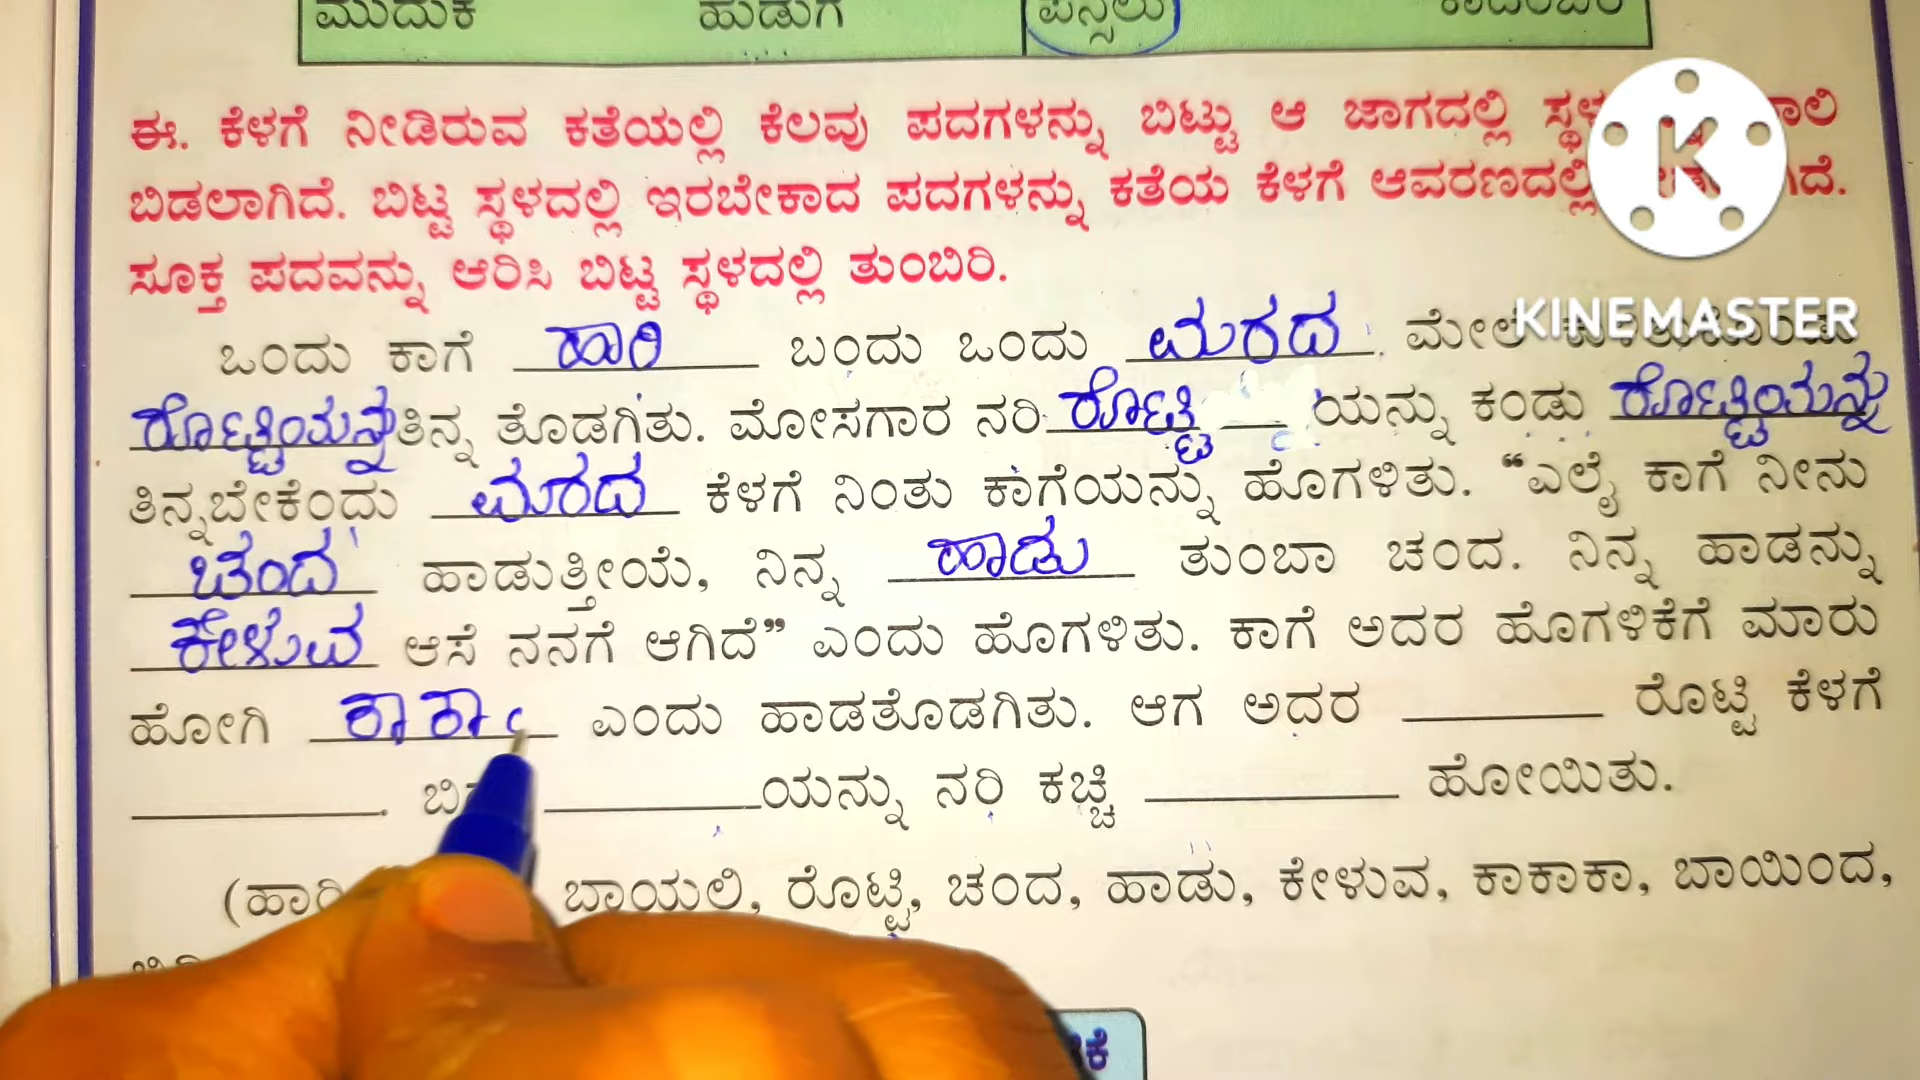 ಮುದುಕ ಹುಡುಗ ಪೆನ್ಸಿಲು
ಈ. ಕೆಳಗೆ ನೀಡಿರುವ ಕತೆಯಲ್ಲಿ ಕೆಲವು ಪದಗಳನ್ನು ಬಿಟ್ಟು ಆ ಜಾಗದಲ್ಲಿ
ಬಿಡಲಾಗಿದೆ. ಬಿಟ್ಟ ಸ್ಥಳದಲ್ಲಿ ಇರಬೇಕಾದ ಪದಗಳನ್ನು ಕತೆಯ ಕೆಳಗೆ ಆವರಣದಲ್ಲಿ
ಸೂಕ್ತ ಪದವನ್ನು ಆರಿಸಿ ಬಿಟ್ಟ ಸ್ಥಳದಲ್ಲಿ ತುಂಬಿರಿ.
KINEMASTER
ಒಂದು ಕಾಗೆ ಹಾರಿ ಬಂದು ಒಂದು ಮರದ ಮೇಲೆ
ರೊಟ್ಟಿಯನ್ನು ತಿನ್ನ ತೊಡಗಿತು. ಮೋಸಗಾರ ನರಿ ರೊಟ್ಟಿ ಯನ್ನು ಕಂಡು ರೊಟ್ಟಿಯನ್ನು
ತಿನ್ನಬೇಕೆಂದು ಮರದ ಕೆಳಗೆ ನಿಂತು ಕಾಗೆಯನ್ನು ಹೊಗಳಿತು. “ಎಲೈ ಕಾಗೆ ನೀನು
ಚಂದ ಹಾಡುತ್ತೀಯೆ, ನಿನ್ನ ಹಾಡು ತುಂಬಾ ಚಂದ. ನಿನ್ನ ಹಾಡನ್ನು
ಕೇಳುವ ಆಸೆ ನನಗೆ ಆಗಿದೆ” ಎಂದು ಹೊಗಳಿತು. ಕಾಗೆ ಅದರ ಹೊಗಳಿಕೆಗೆ ಮಾರು
ಹೋಗಿ ಕಾ ಕಾ ಎಂದು ಹಾಡತೊಡಗಿತು. ಆಗ ಅದರ ರೊಟ್ಟಿ ಕೆಳಗೆ
ಯನ್ನು ನರಿ ಕಚ್ಚಿ ಹೋಯಿತು.
(ಹಾರಿ ಬಾಯಲಿ, ರೊಟ್ಟಿ, ಚಂದ, ಹಾಡು, ಕೇಳುವ, ಕಾಕಾಕಾ, ಬಾಯಿಂದ,